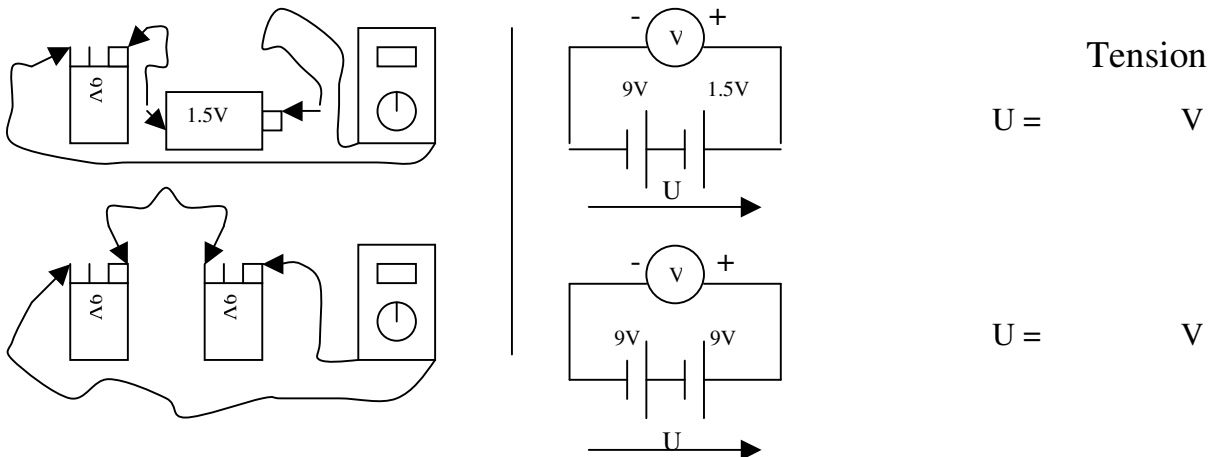 - +
V
Tension
9V
1.5V
9V 1.5V
U = V
U
- +
V
9V
9V
9V 9V
U = V
U